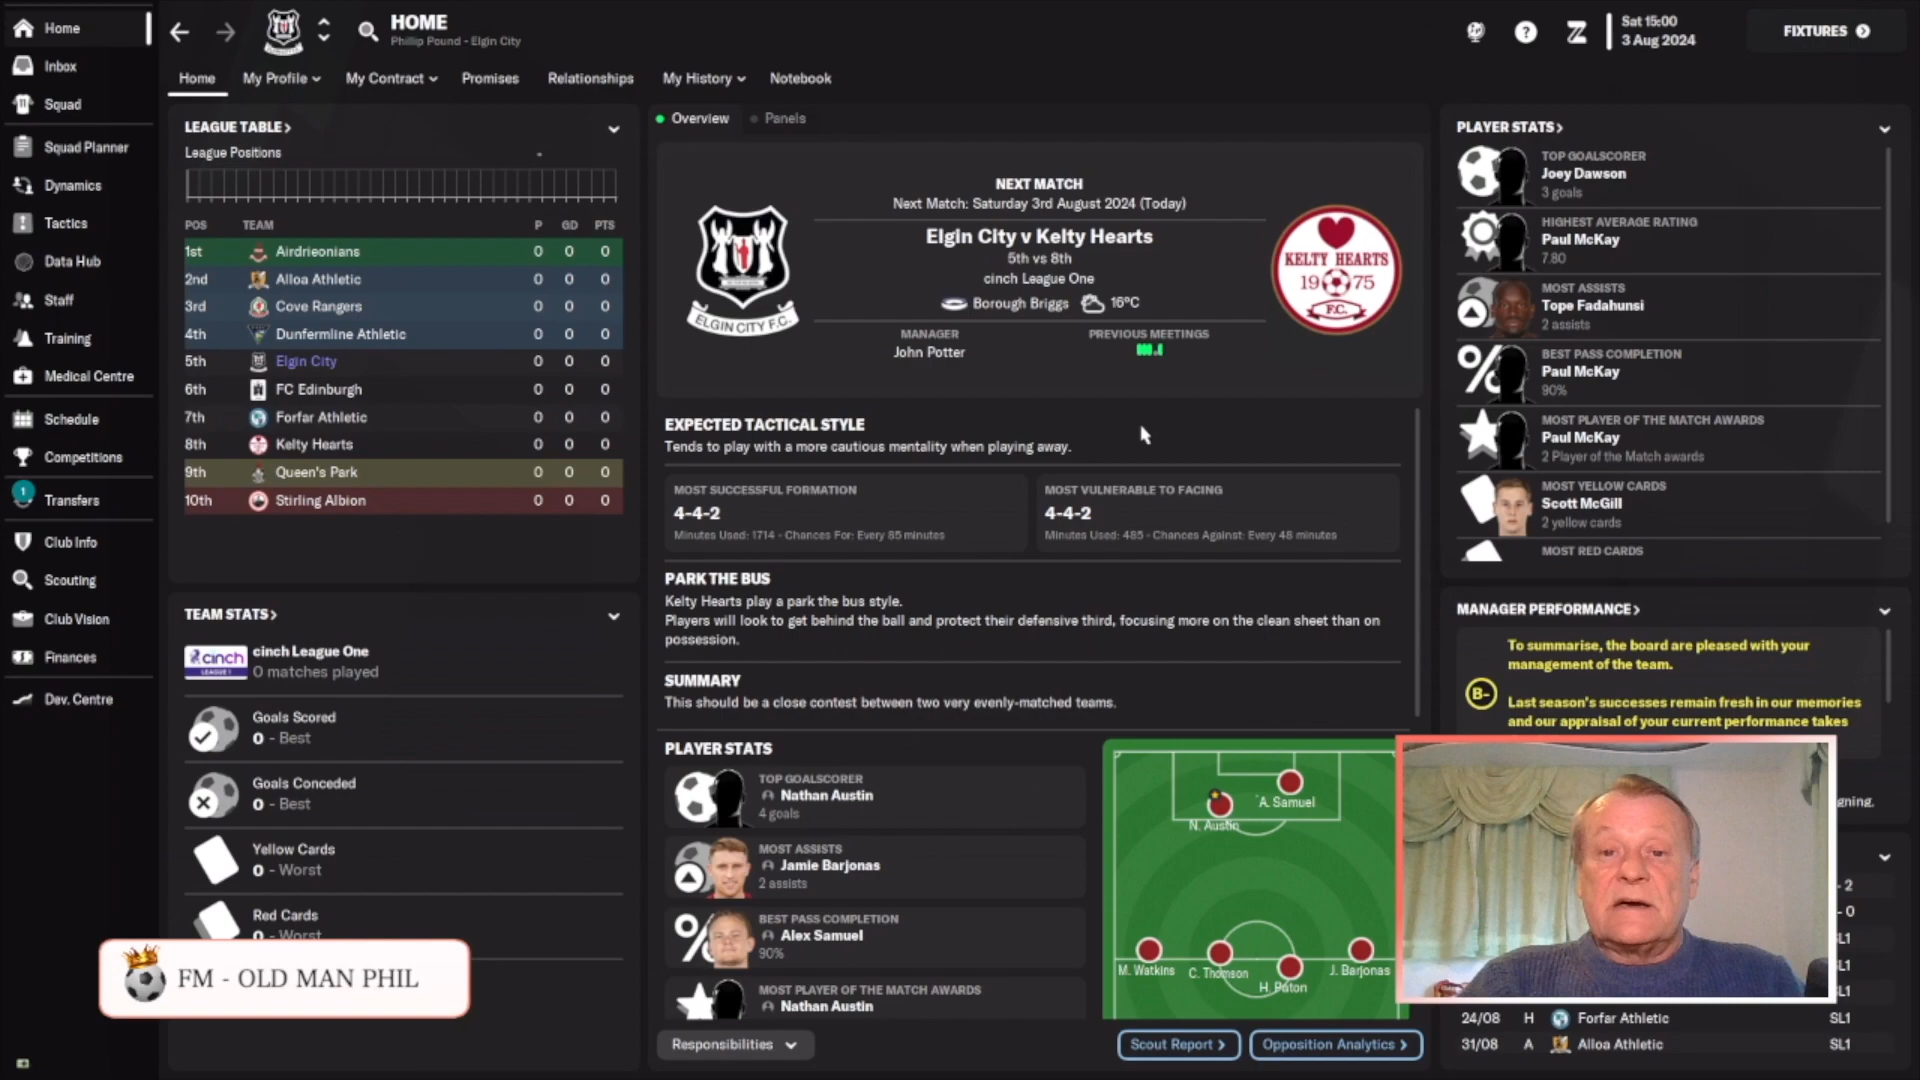 Home
Inbox
Squad
Squad Planner
Dynamics
Tactics
Data Hub
Staff
Training
Medical Centre
Schedule
Competitions
1
Transfers
Club Info
Scouting
Club Vision
Finances
Dev. Centre
HOME
Phillip Pound - Elgin City
Sat 15:00
3 Aug 2024
FIXTURES
Home
My Profile
My Contract
Promises
Relationships
My History
Notebook
LEAGUE TABLE
League Positions
POS TEAM P GD PTS
1st Airdrieonians 0 0 0
2nd Alloa Athletic 0 0 0
3rd Cove Rangers 0 0 0
4th Dunfermline Athletic 0 0 0
5th Elgin City 0 0 0
6th FC Edinburgh 0 0 0
7th Forfar Athletic 0 0 0
8th Kelty Hearts 0 0 0
9th Queen's Park 0 0 0
10th Stirling Albion 0 0 0
TEAM STATS
cinch
LEAGUE 1
cinch League One
0 matches played
Goals Scored
0 - Best
Goals Conceded
0 - Best
Yellow Cards
0 - Worst
Red Cards
0 - Worst
FM - OLD MAN PHIL
Overview
Panels
NEXT MATCH
Next Match: Saturday 3rd August 2024 (Today)
Elgin City v Kelty Hearts
5th vs 8th
cinch League One
Borough Briggs 16°C
MANAGER
John Potter
PREVIOUS MEETINGS
ELGIN CITY F.C.
KELTY HEARTS
1975
F.C.
EXPECTED TACTICAL STYLE
Tends to play with a more cautious mentality when playing away.
MOST SUCCESSFUL FORMATION
4-4-2
Minutes Used: 1714 - Chances For: Every 85 minutes
MOST VULNERABLE TO FACING
4-4-2
Minutes Used: 485 - Chances Against: Every 48 minutes
PARK THE BUS
Kelty Hearts play a park the bus style.
Players will look to get behind the ball and protect their defensive third, focusing more on the clean sheet than on
possession.
SUMMARY
This should be a close contest between two very evenly-matched teams.
PLAYER STATS
TOP GOALSCORER
Nathan Austin
4 goals
MOST ASSISTS
Jamie Barjonas
2 assists
BEST PASS COMPLETION
Alex Samuel
90%
MOST PLAYER OF THE MATCH AWARDS
Nathan Austin
A. Samuel
N. Austin
M. Watkins
C. Thomson
H. Paton
J. Barjonas
Responsibilities
Scout Report
Opposition Analytics
PLAYER STATS
TOP GOALSCORER
Joey Dawson
3 goals
HIGHEST AVERAGE RATING
Paul McKay
7.80
MOST ASSISTS
Tope Fadahunsi
2 assists
BEST PASS COMPLETION
Paul McKay
90%
MOST PLAYER OF THE MATCH AWARDS
Paul McKay
2 Player of the Match awards
MOST YELLOW CARDS
Scott McGill
2 yellow cards
MOST RED CARDS
MANAGER PERFORMANCE
B-
To summarise, the board are pleased with your
management of the team.
Last season's successes remain fresh in our memories
and our appraisal of your current performance takes
gning.
- 2
- 0
SL1
SL1
SL1
24/08 H Forfar Athletic SL1
31/08 A Alloa Athletic SL1